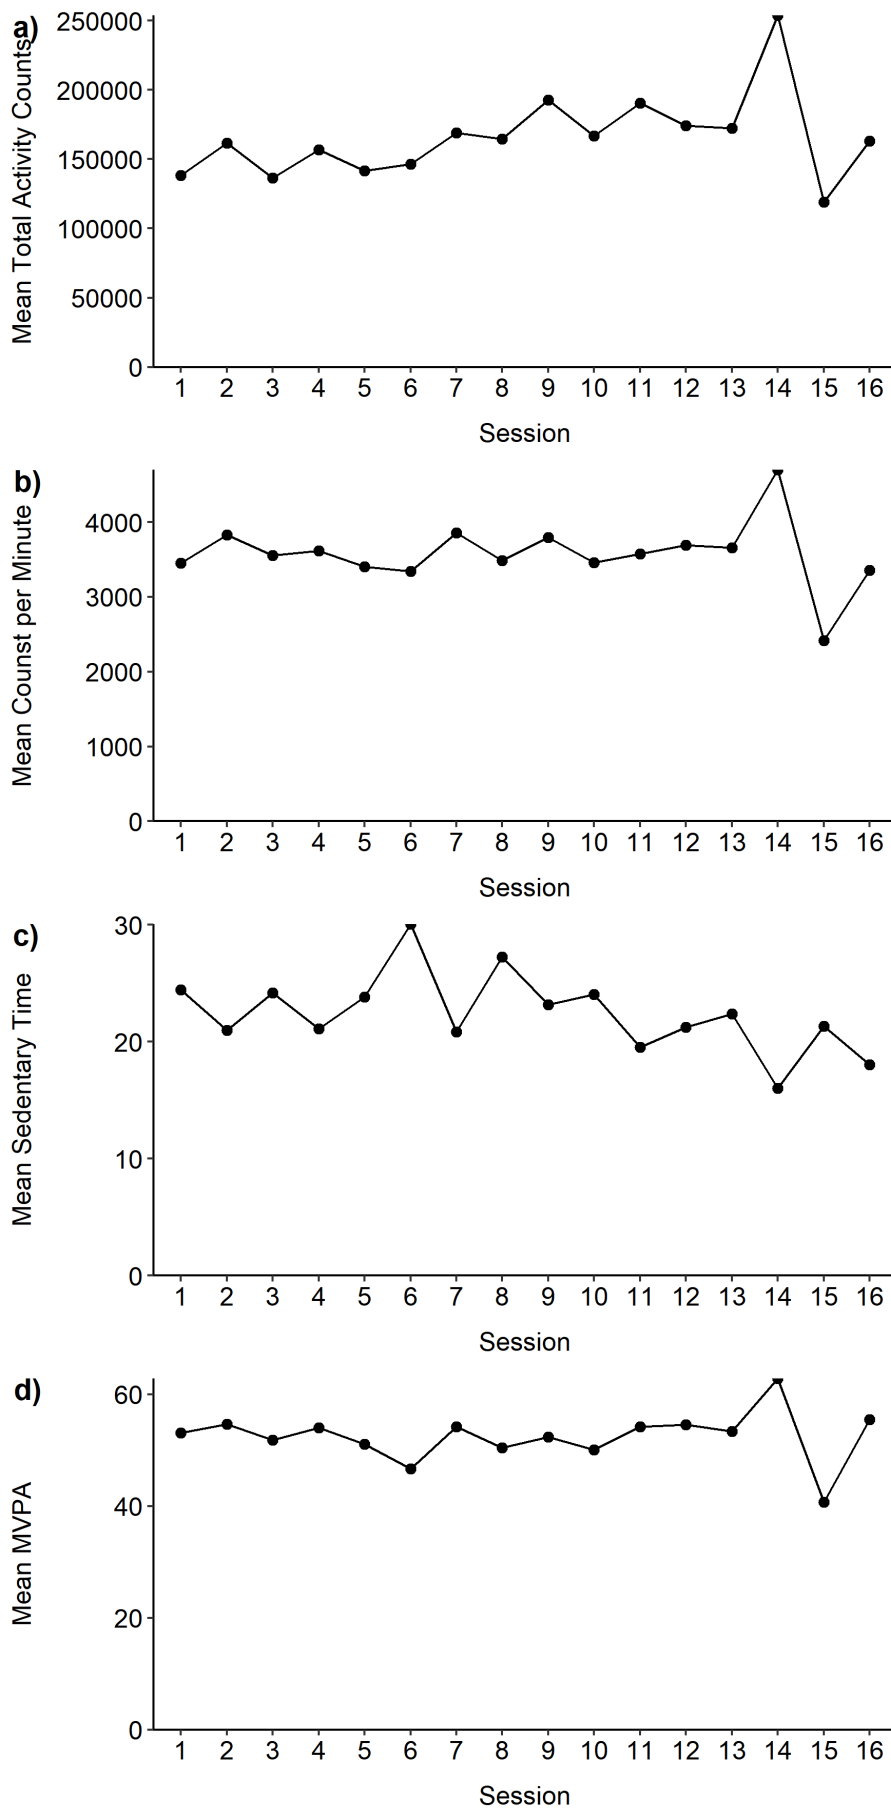 a)
Mean Total Activity Counts
250000
200000
150000
100000
50000
0
1 2 3 4 5 6 7 8 9 10 11 12 13 14 15 16
Session
b)
Mean Counst per Minute
4000
3000
2000
1000
0
1 2 3 4 5 6 7 8 9 10 11 12 13 14 15 16
Session
c)
Mean Sedentary Time
30
20
10
0
1 2 3 4 5 6 7 8 9 10 11 12 13 14 15 16
Session
d)
Mean MVPA
60
40
20
0
1 2 3 4 5 6 7 8 9 10 11 12 13 14 15 16
Session